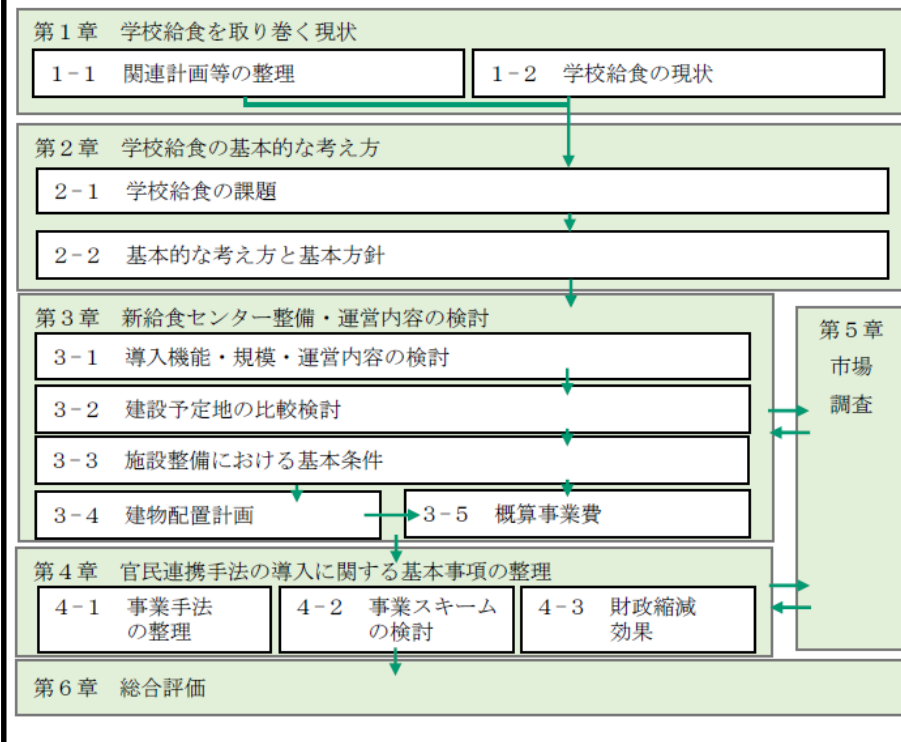 第1章　学校給食を取り巻く現状
1-1　関連計画等の整理
1-2　学校給食の現状
第2章　学校給食の基本的な考え方
2-1　学校給食の課題
2-2　基本的な考え方と基本方針
第3章　新給食センター整備・運営内容の検討
3-1　導入機能・規模・運営内容の検討
3-2　建設予定地の比較検討
3-3　施設整備における基本条件
3-4　建物配置計画
3-5　概算事業費
第4章　官民連携手法の導入に関する基本事項の整理
4-1　事業手法
の整理
4-2　事業スキーム
の検討
4-3　財政縮減
効果
第5章
市場
調査
第6章　総合評価